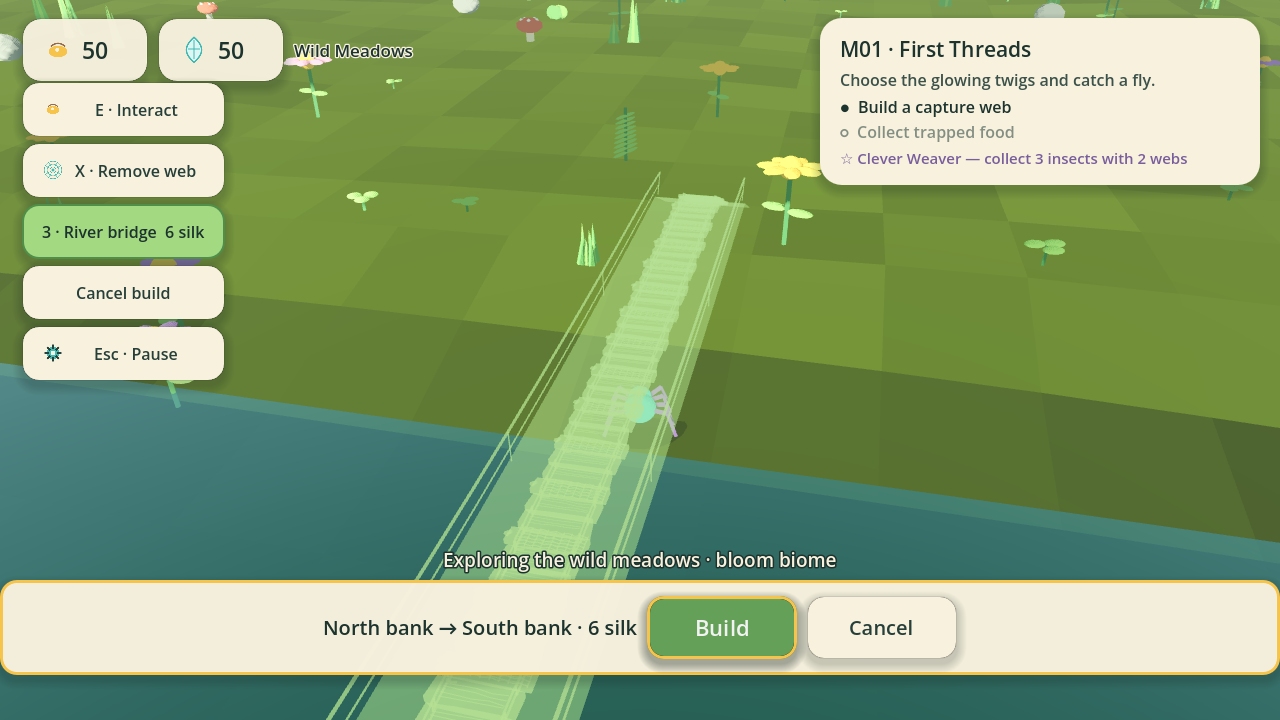 50
50
Wild Meadows
E · Interact
X · Remove web
3 · River bridge 6 silk
Cancel build
Esc · Pause
M01 · First Threads
Choose the glowing twigs and catch a fly.
● Build a capture web
○ Collect trapped food
☆ Clever Weaver — collect 3 insects with 2 webs
Exploring the wild meadows · bloom biome
North bank → South bank · 6 silk
Build
Cancel